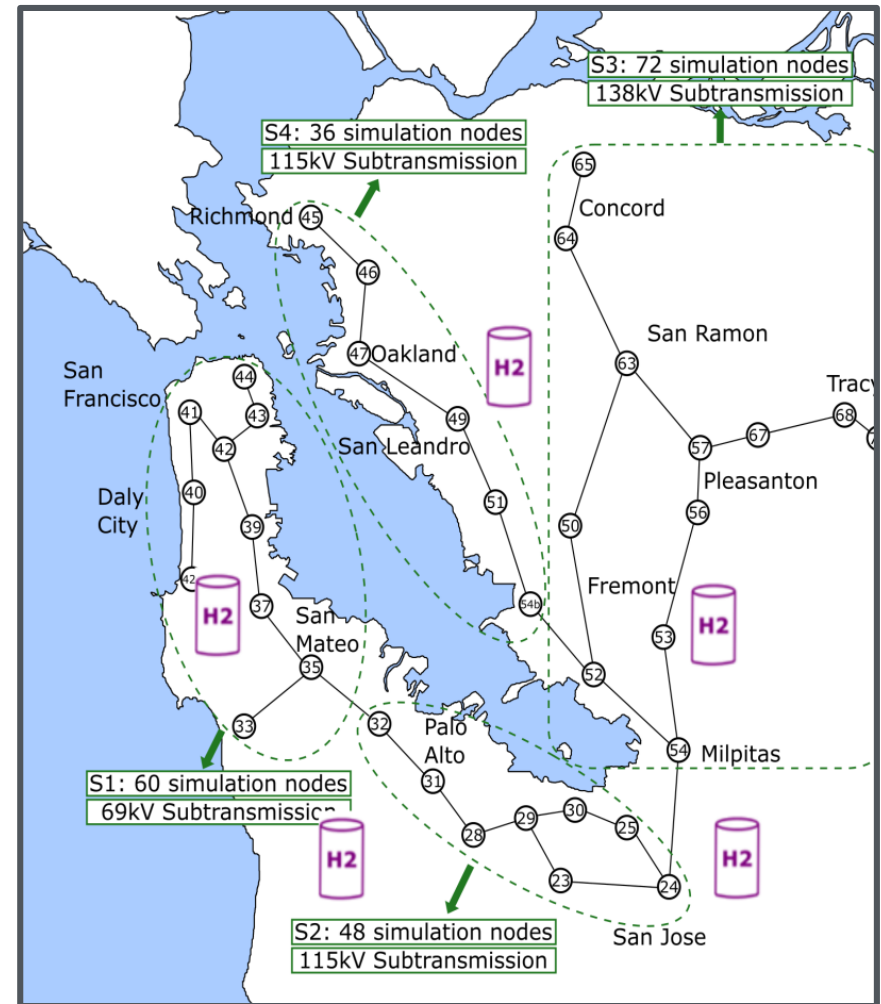 S3: 72 simulation nodes
138kV Subtransmission
S4: 36 simulation nodes
115kV Subtransmission
65
Concord
Richmond
45
64
46
San Ramon
47
Oakland
H2
63
San
Francisco
44
Tracy
41
43
49
68
San Leandro
42
57
67
Pleasanton
Daly
City
40
51
56
39
50
42
Fremont
H2
37
54b
H2
53
San
Mateo
35
52
33
32
Palo
Alto
54
Milpitas
S1: 60 simulation nodes
69kV Subtransmission
31
H2
28
29
30
25
H2
23
24
S2: 48 simulation nodes
115kV Subtransmission
San Jose